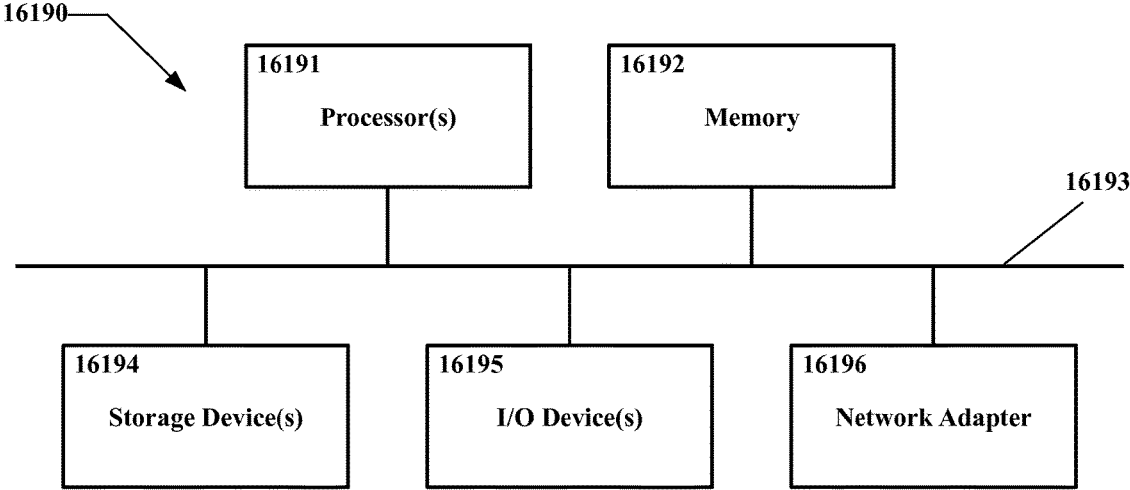 16190
16191
Processor(s)
16192
Memory
16193
16194
Storage Device(s)
16195
I/O Device(s)
16196
Network Adapter